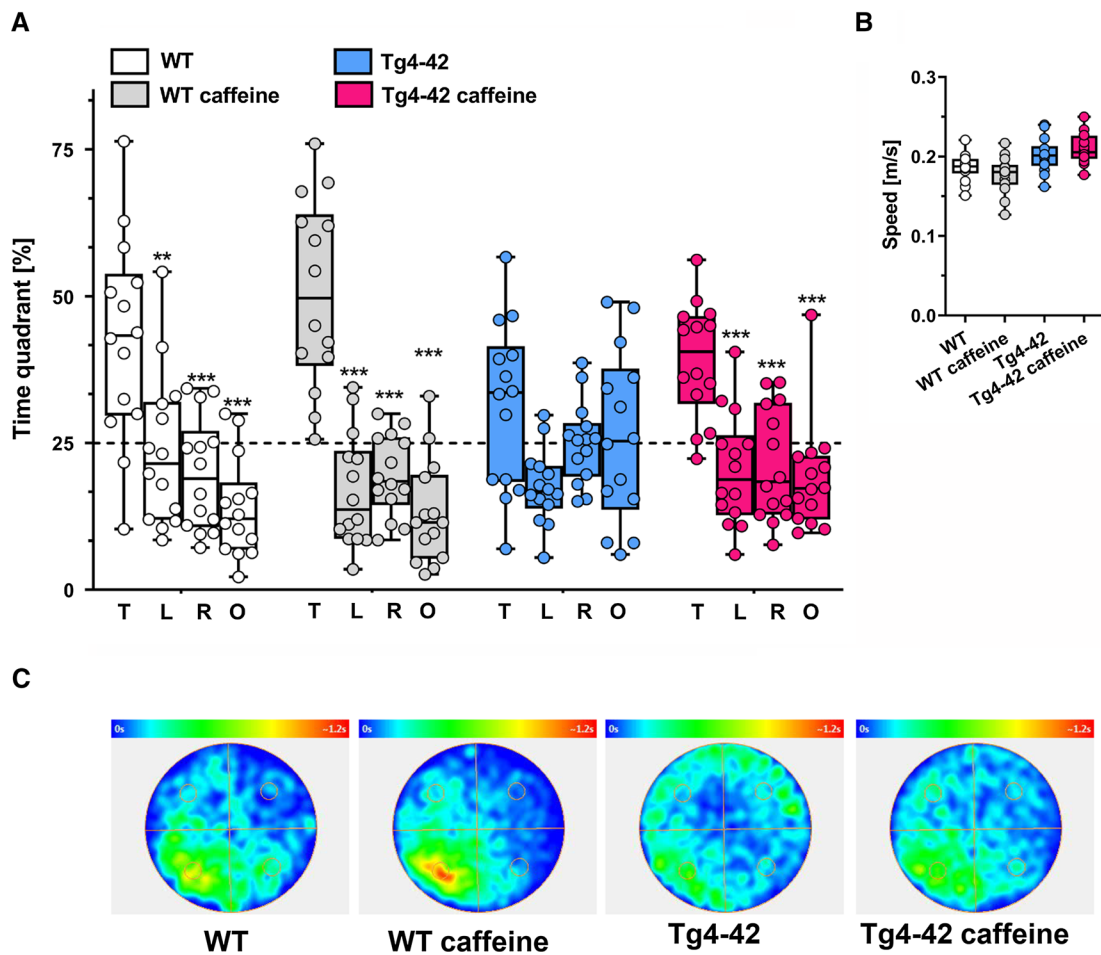 A
B
WT
Tg4-42
WT caffeine
Tg4-42 caffeine
Time quadrant [%]
75
50
25
0
**
***
***
***
***
***
***
***
***
T L R O T L R O T L R O T L R O
Speed [m/s]
0.3
0.2
0.1
0.0
WT
WT caffeine
Tg4-42
Tg4-42 caffeine
C
0s ~1.2s 0s ~1.2s 0s ~1.2s 0s ~1.2s
WT
WT caffeine
Tg4-42
Tg4-42 caffeine